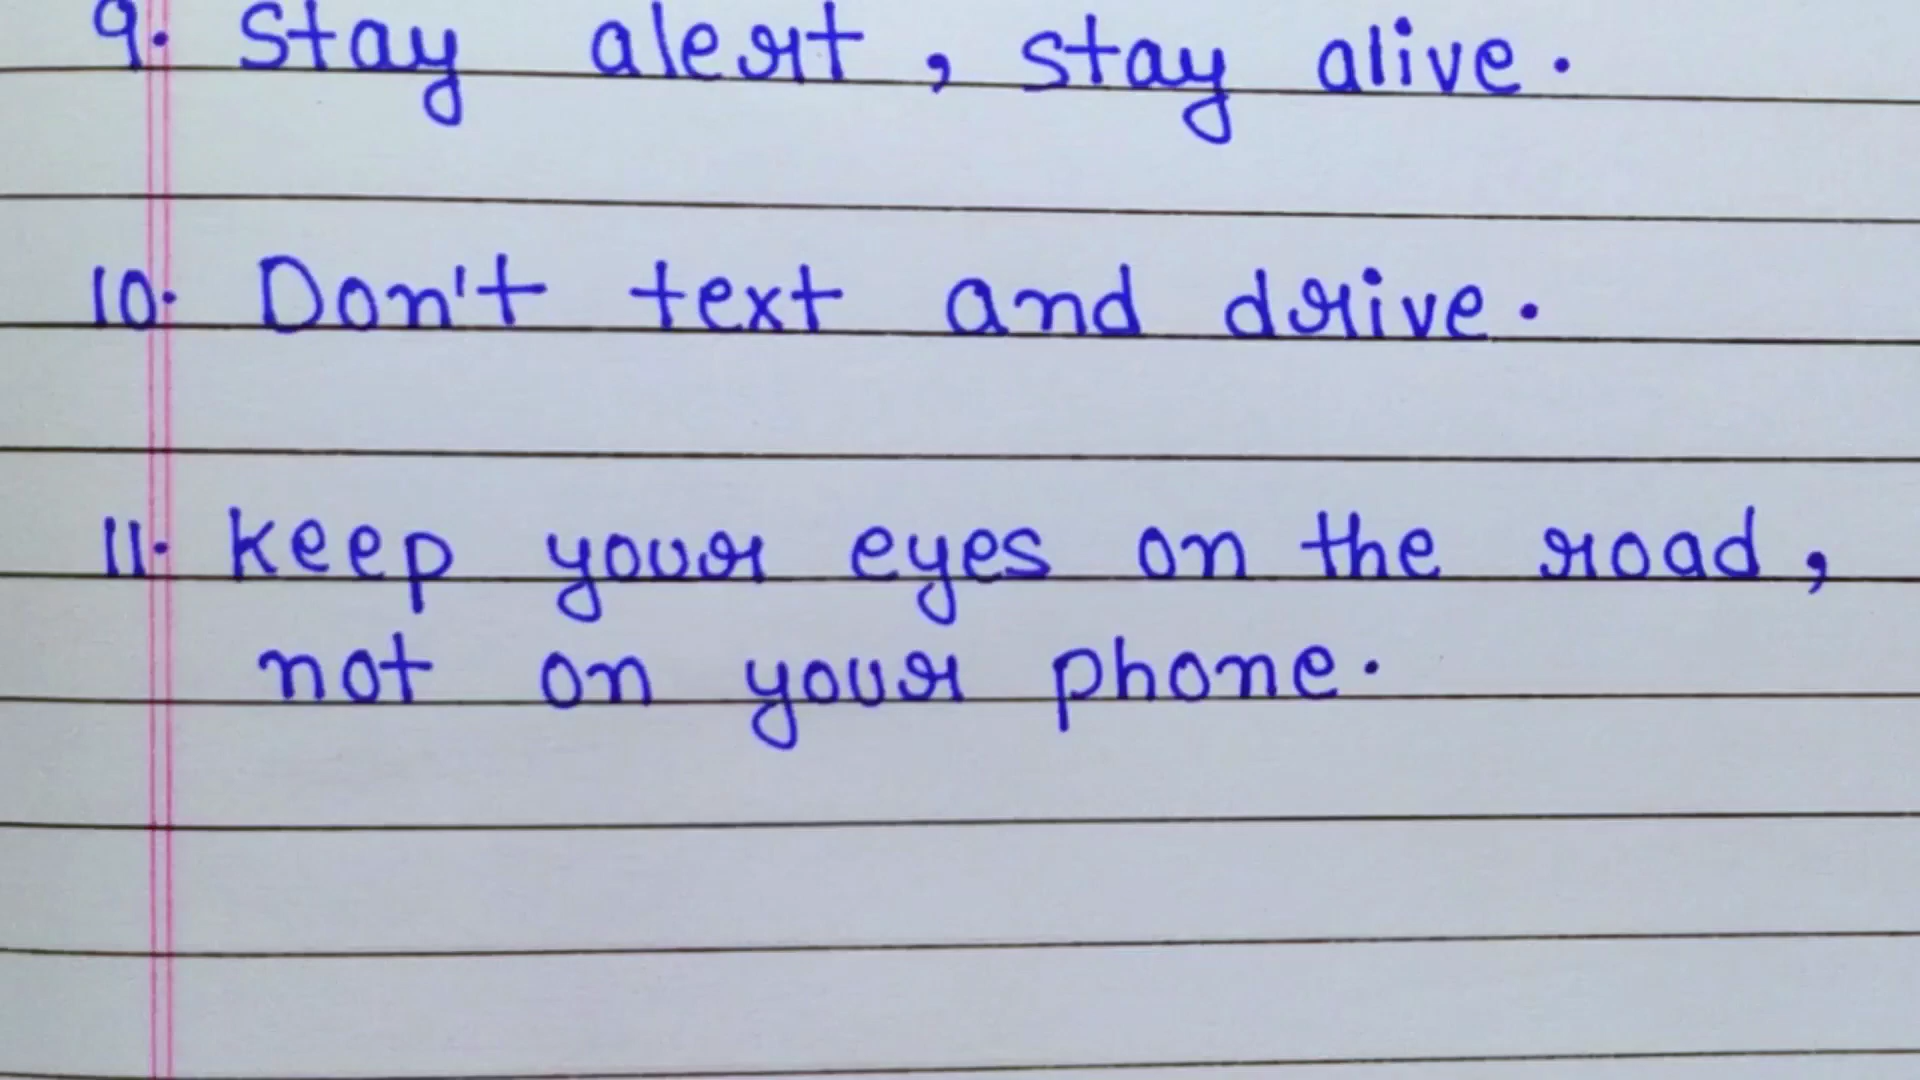 9. Stay alert, stay alive.
10. Don't text and drive.
11. Keep your eyes on the road,
not on your phone.